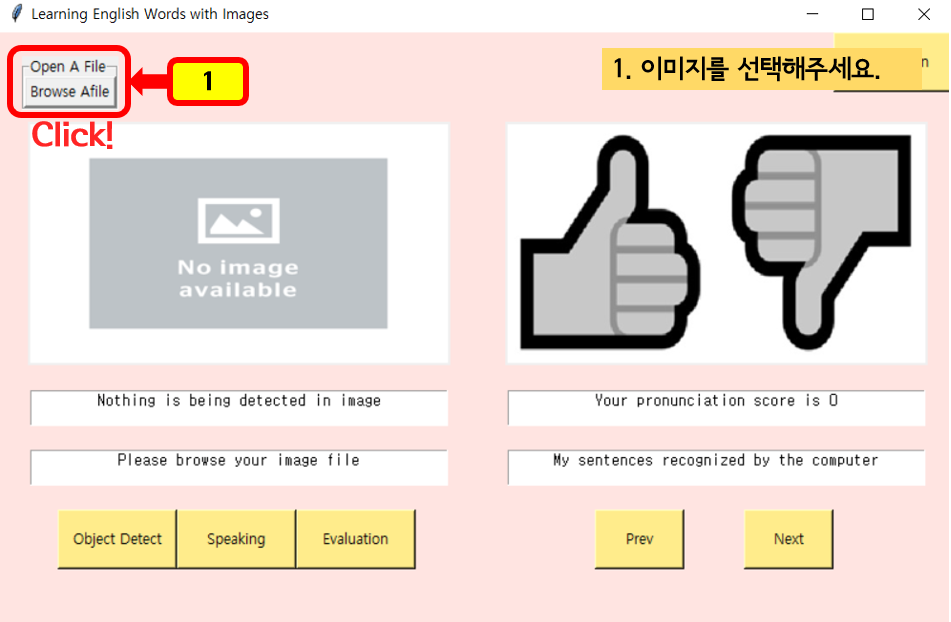 Learning English Words with Images
Open A File
Browse Afile
1
1. 이미지를 선택해주세요.
Click!
No image
available
Nothing is being detected in image
Your pronunciation score is 0
Please browse your image file
My sentences recognized by the computer
Object Detect
Speaking
Evaluation
Prev
Next